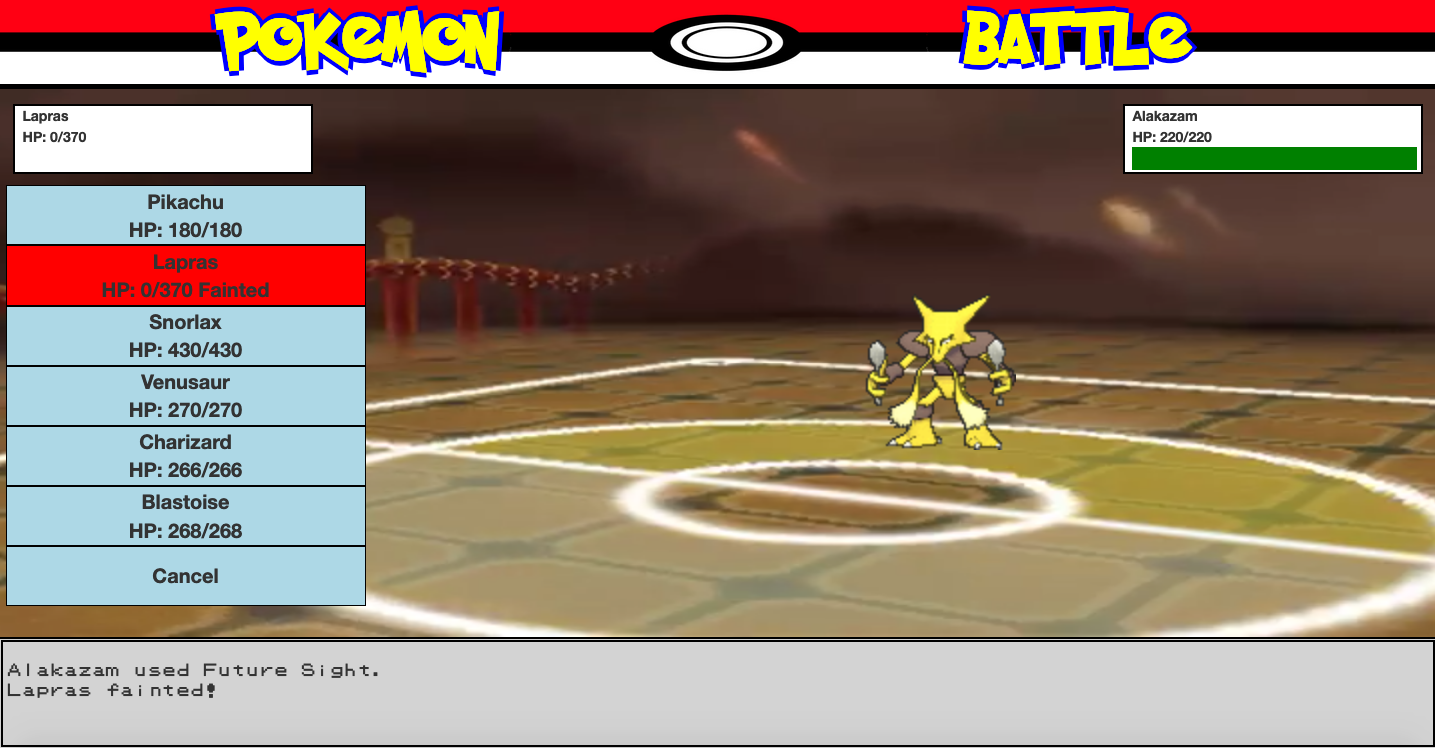 POKeMON BATTLe
Lapras
HP: 0/370
Alakazam
HP: 220/220
Pikachu
HP: 180/180
Lapras
HP: 0/370 Fainted
Snorlax
HP: 430/430
Venusaur
HP: 270/270
Charizard
HP: 266/266
Blastoise
HP: 268/268
Cancel
Alakazam used Future Sight.
Lapras fainted!